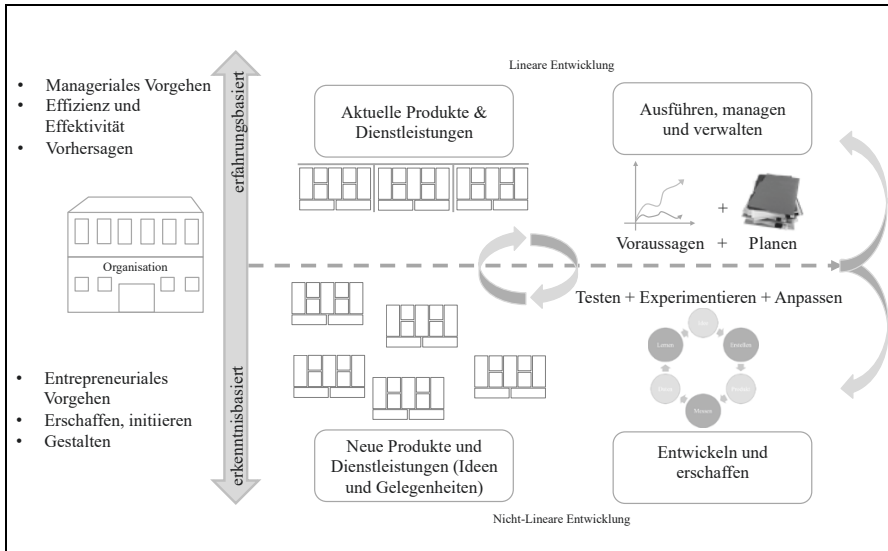 Lineare Entwicklung
• Manageriales Vorgehen
• Effizienz und
Effektivität
• Vorhersagen
erfahrungsbasiert
Aktuelle Produkte &
Dienstleistungen
Ausführen, managen
und verwalten
+
Voraussagen + Planen
Organisation
Testen + Experimentieren + Anpassen
Lernen
Erstellen
Messen
• Entrepreneuriales
Vorgehen
• Erschaffen, initiieren
• Gestalten
erkenntnisbasiert
Neue Produkte und
Dienstleistungen (Ideen
und Gelegenheiten)
Entwickeln und
erschaffen
Nicht-Lineare Entwicklung